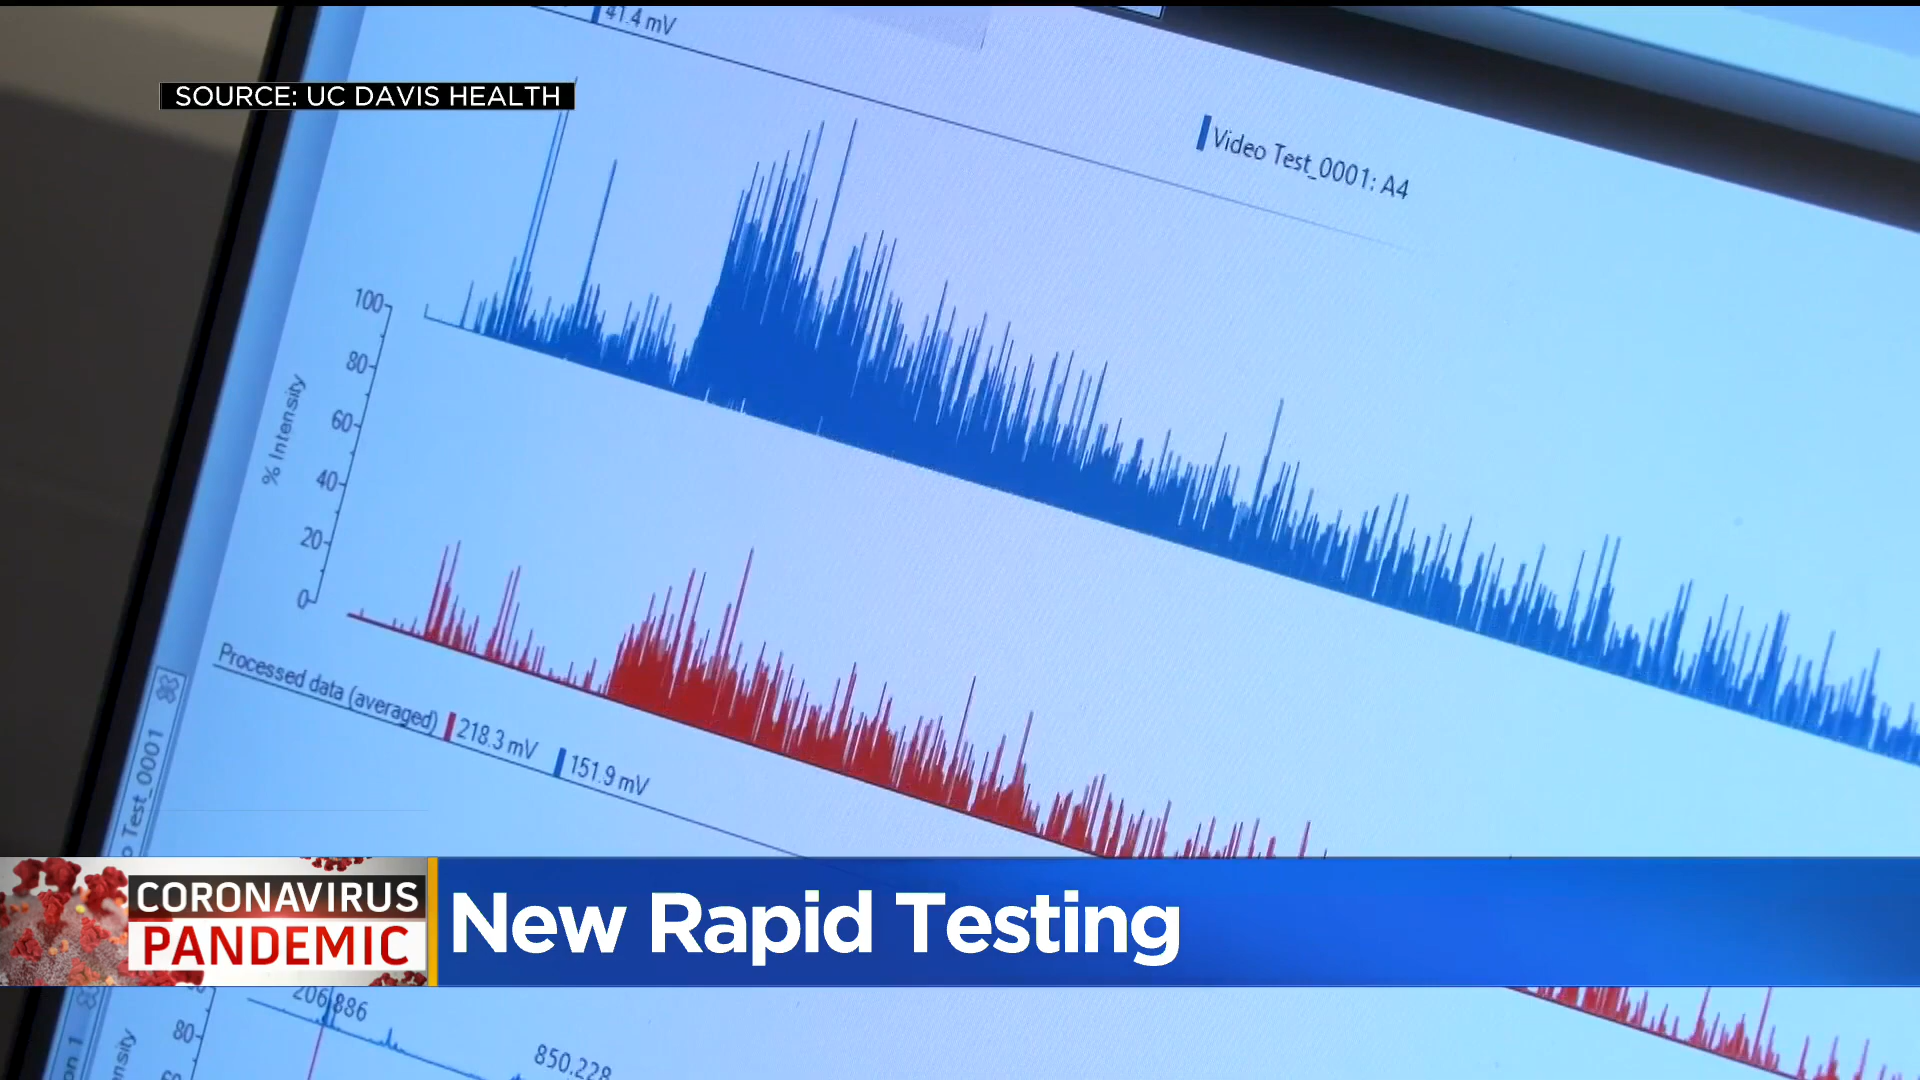 41.4 mV
SOURCE: UC DAVIS HEALTH
Video Test_0001: A4
100
80
60
40
20
0
% Intensity
Processed data (averaged) 218.3 mV 151.9 mV
Test_0001
CORONAVIRUS
PANDEMIC
New Rapid Testing
206.886
80
850.228